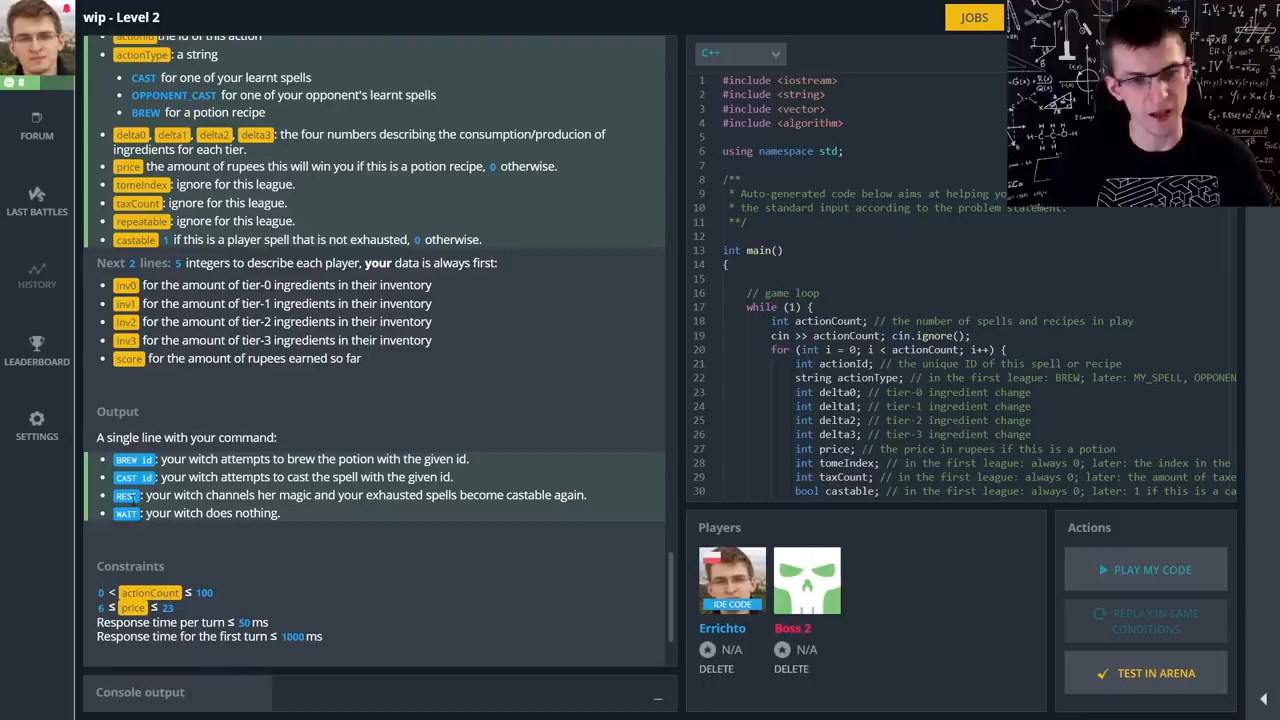 wip - Level 2
JOBS
8
FORUM
LAST BATTLES
HISTORY
LEADERBOARD
SETTINGS
actionId the id of this action
actionType: a string
CAST for one of your learnt spells
OPPONENT_CAST for one of your opponent's learnt spells
BREW for a potion recipe
delta0, delta1, delta2, delta3: the four numbers describing the consumption/producion of
ingredients for each tier.
price the amount of rupees this will win you if this is a potion recipe, 0 otherwise.
tomeIndex: ignore for this league.
taxCount: ignore for this league.
repeatable: ignore for this league.
castable 1 if this is a player spell that is not exhausted, 0 otherwise.
Next 2 lines: 5 integers to describe each player, your data is always first:
inv0 for the amount of tier-0 ingredients in their inventory
inv1 for the amount of tier-1 ingredients in their inventory
inv2 for the amount of tier-2 ingredients in their inventory
inv3 for the amount of tier-3 ingredients in their inventory
score for the amount of rupees earned so far
Output
A single line with your command:
BREW id: your witch attempts to brew the potion with the given id.
CAST id: your witch attempts to cast the spell with the given id.
REST: your witch channels her magic and your exhausted spells become castable again.
WAIT: your witch does nothing.
Constraints
0 < actionCount ≤ 100
6 ≤ price ≤ 23
Response time per turn ≤ 50 ms
Response time for the first turn ≤ 1000 ms
Console output
C++
1 #include <iostream>
2 #include <string>
3 #include <vector>
4 #include <algorithm>
5
6 using namespace std;
7
8 /**
9 * Auto-generated code below aims at helping yo
10 * the standard input according to the problem statement.
11 **/
12
13 int main()
14 {
15
16 // game loop
17 while (1) {
18 int actionCount; // the number of spells and recipes in play
19 cin >> actionCount; cin.ignore();
20 for (int i = 0; i < actionCount; i++) {
21 int actionId; // the unique ID of this spell or recipe
22 string actionType; // in the first league: BREW; later: MY_SPELL, OPPONEN
23 int delta0; // tier-0 ingredient change
24 int delta1; // tier-1 ingredient change
25 int delta2; // tier-2 ingredient change
26 int delta3; // tier-3 ingredient change
27 int price; // the price in rupees if this is a potion
28 int tomeIndex; // in the first league: always 0; later: the index in the
29 int taxCount; // in the first league: always 0; later: the amount of taxe
30 bool castable; // in the first league: always 0; later: 1 if this is a ca
Players
IDE CODE
Errichto
N/A
DELETE
Boss 2
N/A
DELETE
Actions
PLAY MY CODE
REPLAY IN SAME
CONDITIONS
TEST IN ARENA